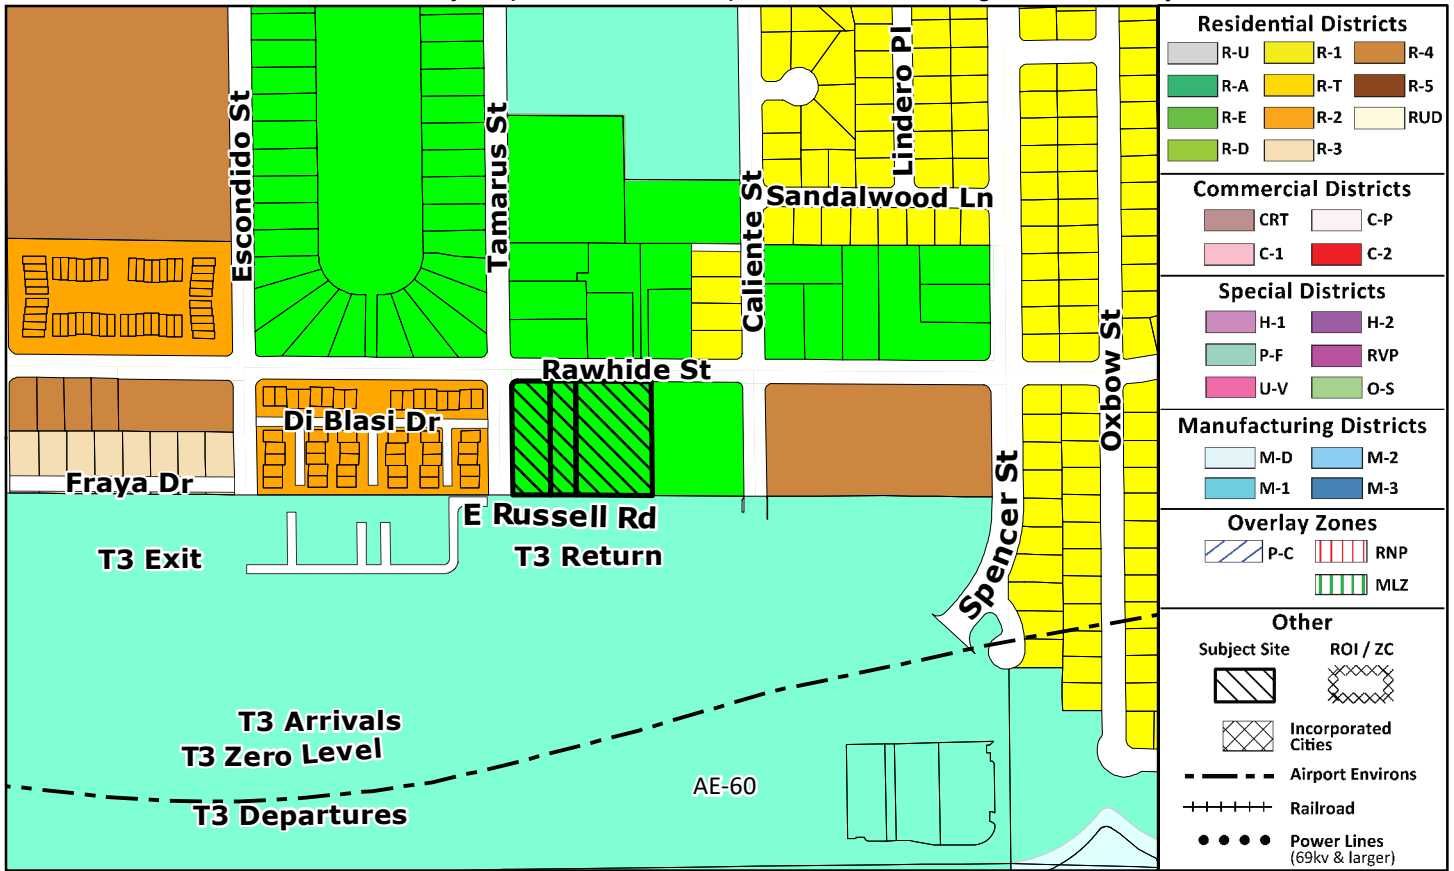 Escondido St
Tamarus St
Caliente St
Lindero Pl
Sandalwood Ln
Oxbow St
Rawhide St
Di Blasi Dr
Fraya Dr
Spencer St
E Russell Rd
T3 Exit
T3 Return
T3 Arrivals
T3 Zero Level
T3 Departures
AE-60
Residential Districts
R-U R-1 R-4
R-A R-T R-5
R-E R-2 RUD
R-D R-3
Commercial Districts
CRT C-P
C-1 C-2
Special Districts
H-1 H-2
P-F RVP
U-V O-S
Manufacturing Districts
M-D M-2
M-1 M-3
Overlay Zones
P-C RNP
MLZ
Other
Subject Site ROI / ZC
Incorporated
Cities
Airport Environs
Railroad
Power Lines
(69kv & larger)